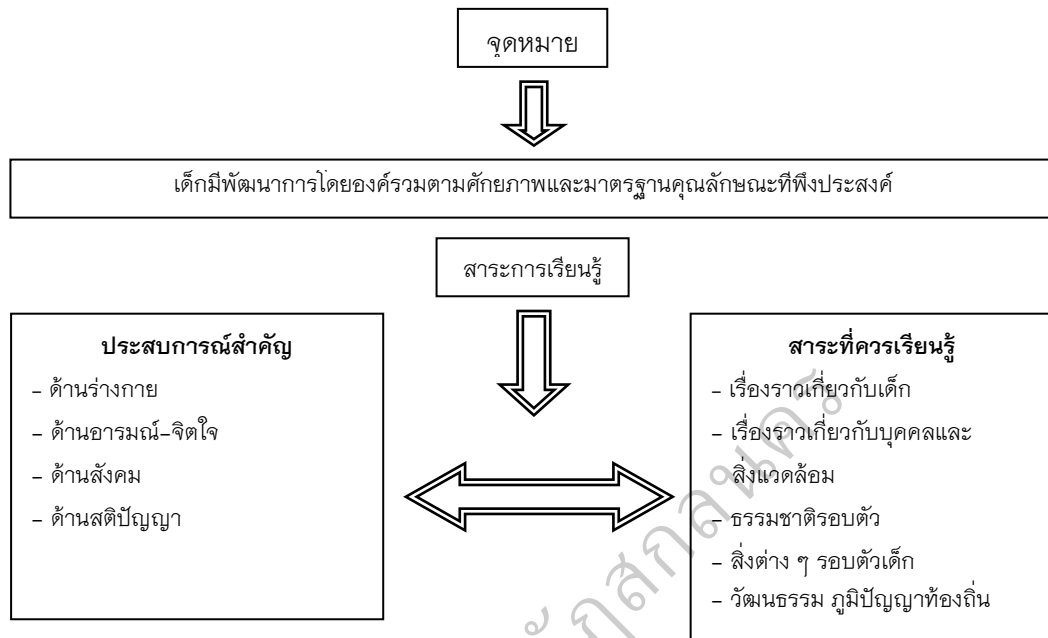 จุดหมาย
เด็กมีพัฒนาการโดยองค์รวมตามศักยภาพและมาตรฐานคุณลักษณะที่พึงประสงค์
สาระการเรียนรู้
ประสบการณ์สำคัญ
- ด้านร่างกาย
- ด้านอารมณ์-จิตใจ
- ด้านสังคม
- ด้านสติปัญญา
สาระที่ควรเรียนรู้
- เรื่องราวเกี่ยวกับเด็ก
- เรื่องราวเกี่ยวกับบุคคลและ
สิ่งแวดล้อม
- ธรรมชาติรอบตัว
- สิ่งต่าง ๆ รอบตัวเด็ก
- วัฒนธรรม ภูมิปัญญาท้องถิ่น